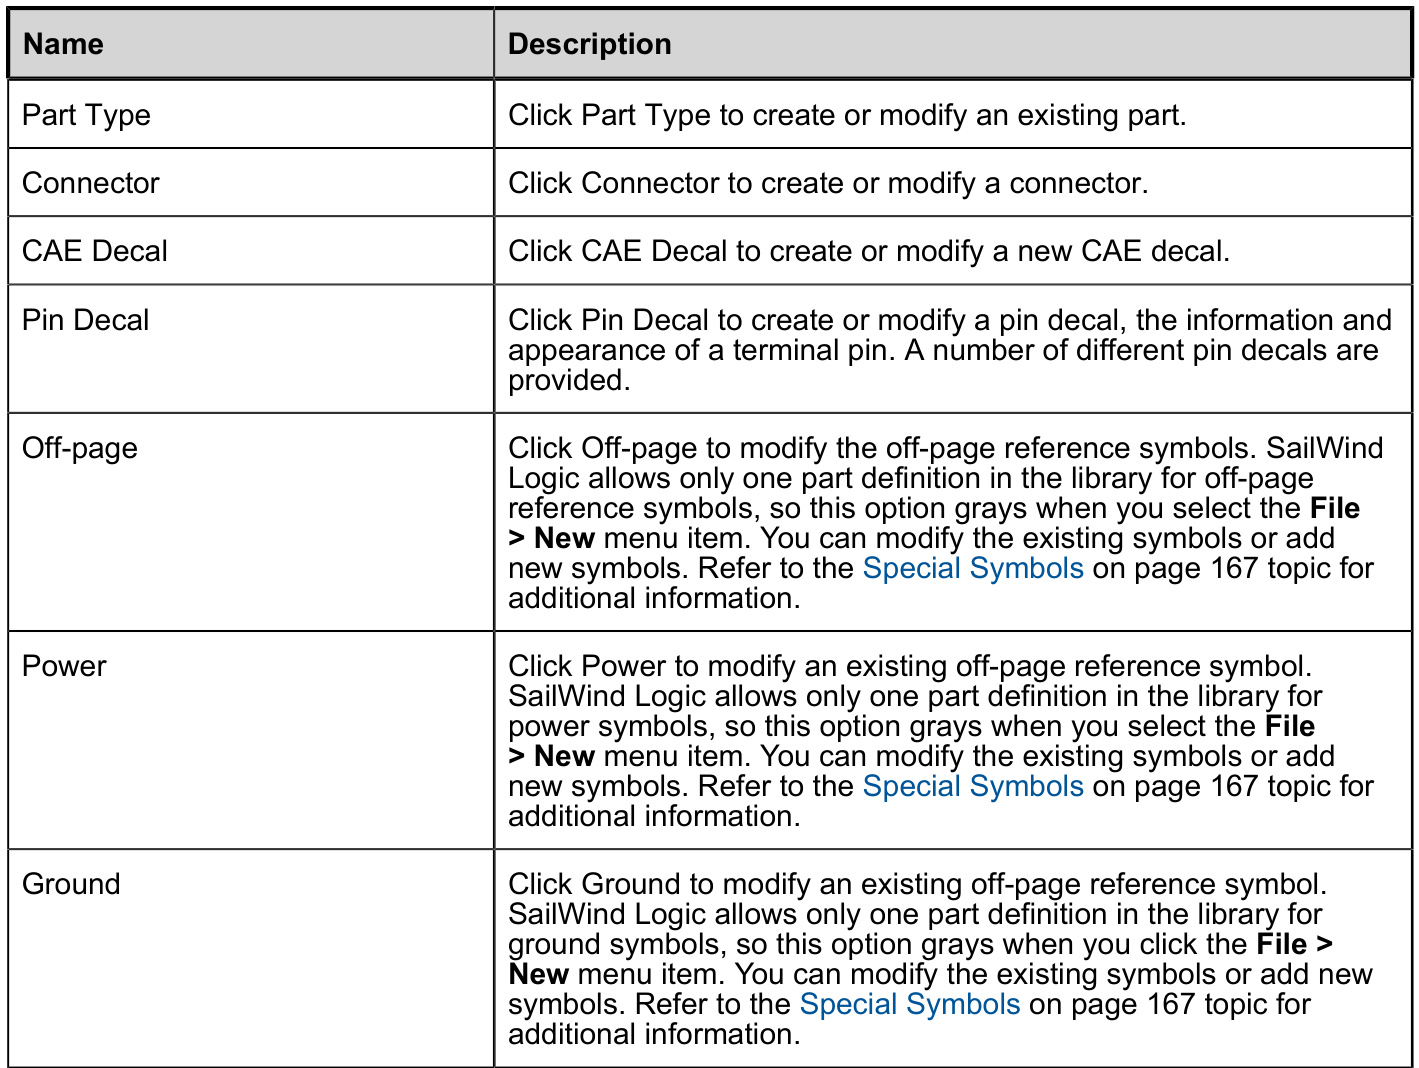 Name
Description
Part Type
Click Part Type to create or modify an existing part.
Connector
Click Connector to create or modify a connector.
CAE Decal
Click CAE Decal to create or modify a new CAE decal.
Pin Decal
Click Pin Decal to create or modify a pin decal, the information and
appearance of a terminal pin. A number of different pin decals are
provided.
Off-page
Click Off-page to modify the off-page reference symbols. SailWind
Logic allows only one part definition in the library for off-page
reference symbols, so this option grays when you select the File
> New menu item. You can modify the existing symbols or add
new symbols. Refer to the Special Symbols on page 167 topic for
additional information.
Power
Click Power to modify an existing off-page reference symbol.
SailWind Logic allows only one part definition in the library for
power symbols, so this option grays when you select the File
> New menu item. You can modify the existing symbols or add
new symbols. Refer to the Special Symbols on page 167 topic for
additional information.
Ground
Click Ground to modify an existing off-page reference symbol.
SailWind Logic allows only one part definition in the library for
ground symbols, so this option grays when you click the File >
New menu item. You can modify the existing symbols or add new
symbols. Refer to the Special Symbols on page 167 topic for
additional information.